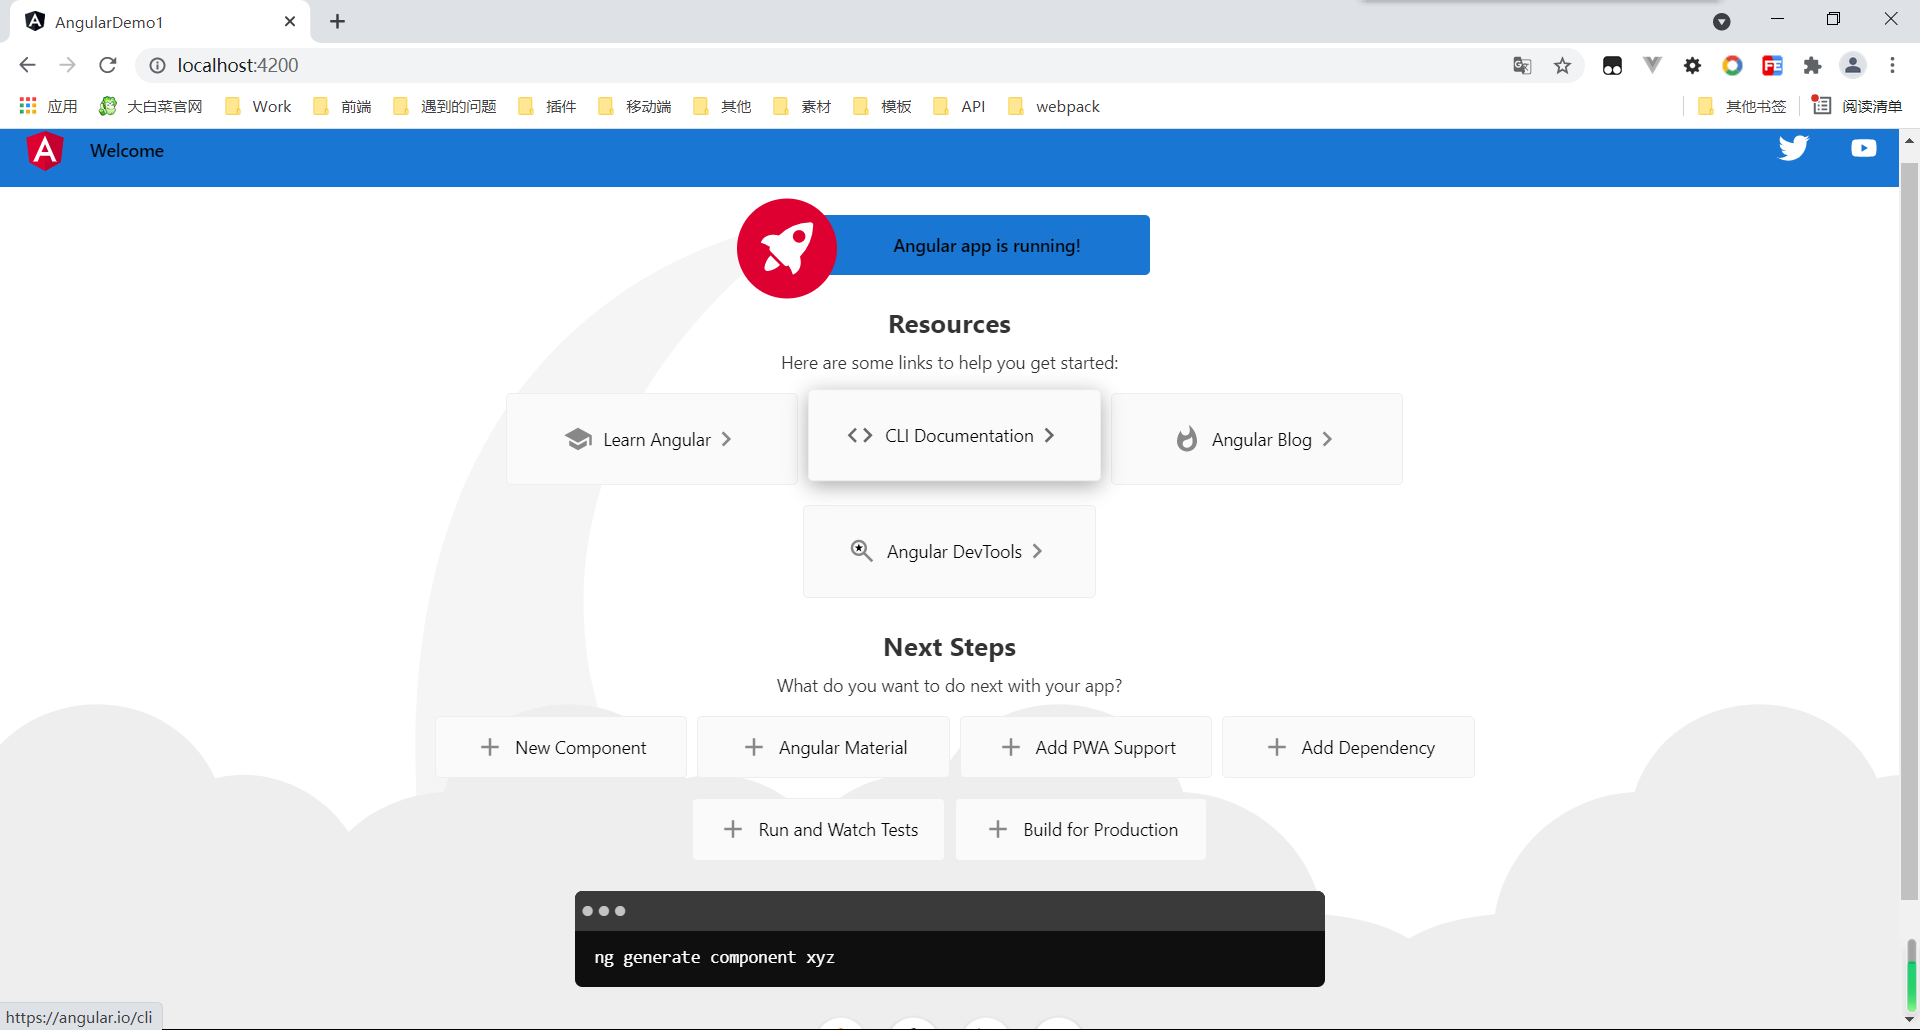 AngularDemo1
localhost:4200
应用 大白菜官网 Work 前端 遇到的问题 插件 移动端 其他 素材 模板 API webpack 其他书签 阅读清单
Welcome
Angular app is running!
Resources
Here are some links to help you get started:
Learn Angular CLI Documentation Angular Blog
Angular DevTools
Next Steps
What do you want to do next with your app?
New Component Angular Material Add PWA Support Add Dependency
Run and Watch Tests Build for Production
ng generate component xyz
https://angular.io/cli